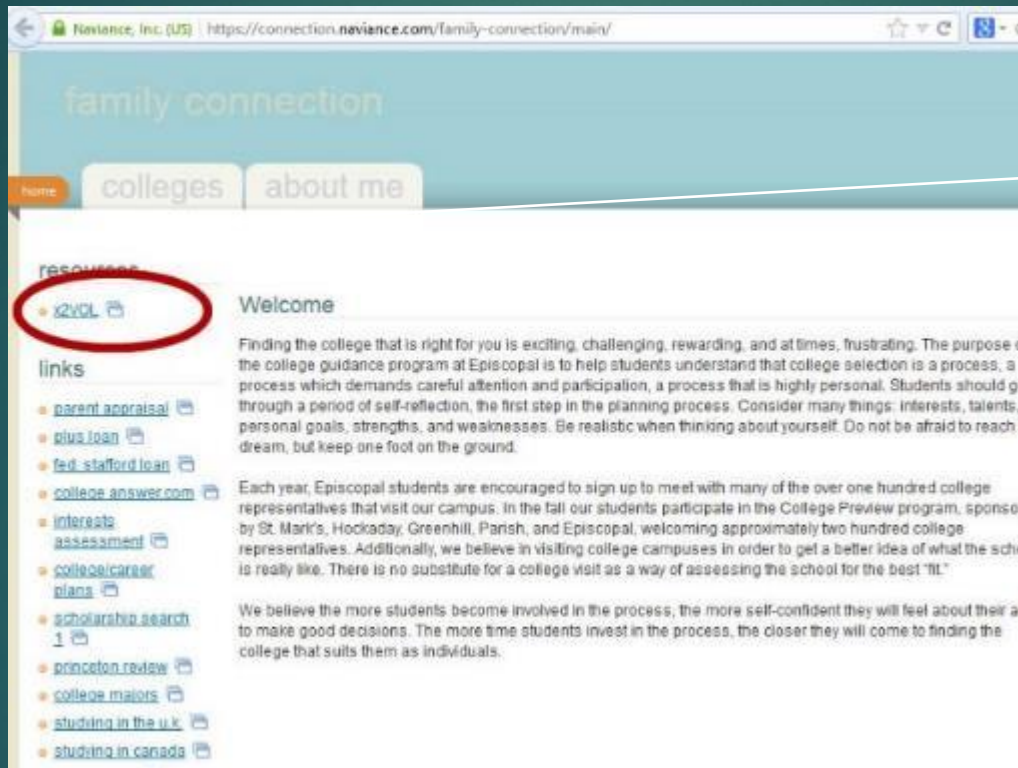 Naviance, Inc. (US) https://connection.naviance.com/family-connection/main/
family connection
home colleges about me
resources
x2VOL
links
parent appraisal
plus loan
fed. stafford loan
college answer.com
interests
assessment
college/career
plans
scholarship search
1
princeton review
college majors
studying in the u.k.
studying in canada
Welcome
Finding the college that is right for you is exciting, challenging, rewarding, and at times, frustrating. The purpose
the college guidance program at Episcopal is to help students understand that college selection is a process, a
process which demands careful attention and participation, a process that is highly personal. Students should
through a period of self-reflection, the first step in the planning process. Consider many things: interests, talents,
personal goals, strengths, and weaknesses. Be realistic when thinking about yourself. Do not be afraid to reach
dream, but keep one foot on the ground.
Each year, Episcopal students are encouraged to sign up to meet with many of the over one hundred college
representatives that visit our campus. In the fall our students participate in the College Preview program,
by St. Mark's, Hockaday, Greenhill, Parish, and Episcopal, welcoming approximately two hundred college
representatives. Additionally, we believe in visiting college campuses in order to get a better idea of what the
is really like. There is no substitute for a college visit as a way of assessing the school for the best "fit."
We believe the more students become involved in the process, the more self-confident they will feel about their
to make good decisions. The more time students invest in the process, the closer they will come to finding the
college that suits them as individuals.